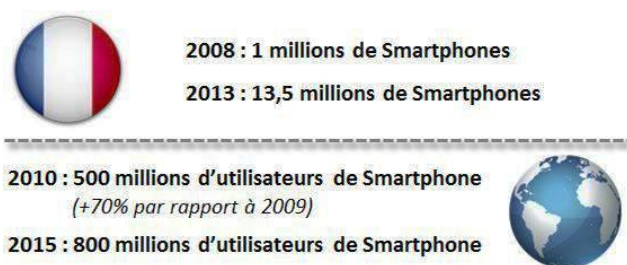 2008 : 1 millions de Smartphones
2013 : 13,5 millions de Smartphones
2010 : 500 millions d’utilisateurs de Smartphone
(+70% par rapport à 2009)
2015 : 800 millions d’utilisateurs de Smartphone